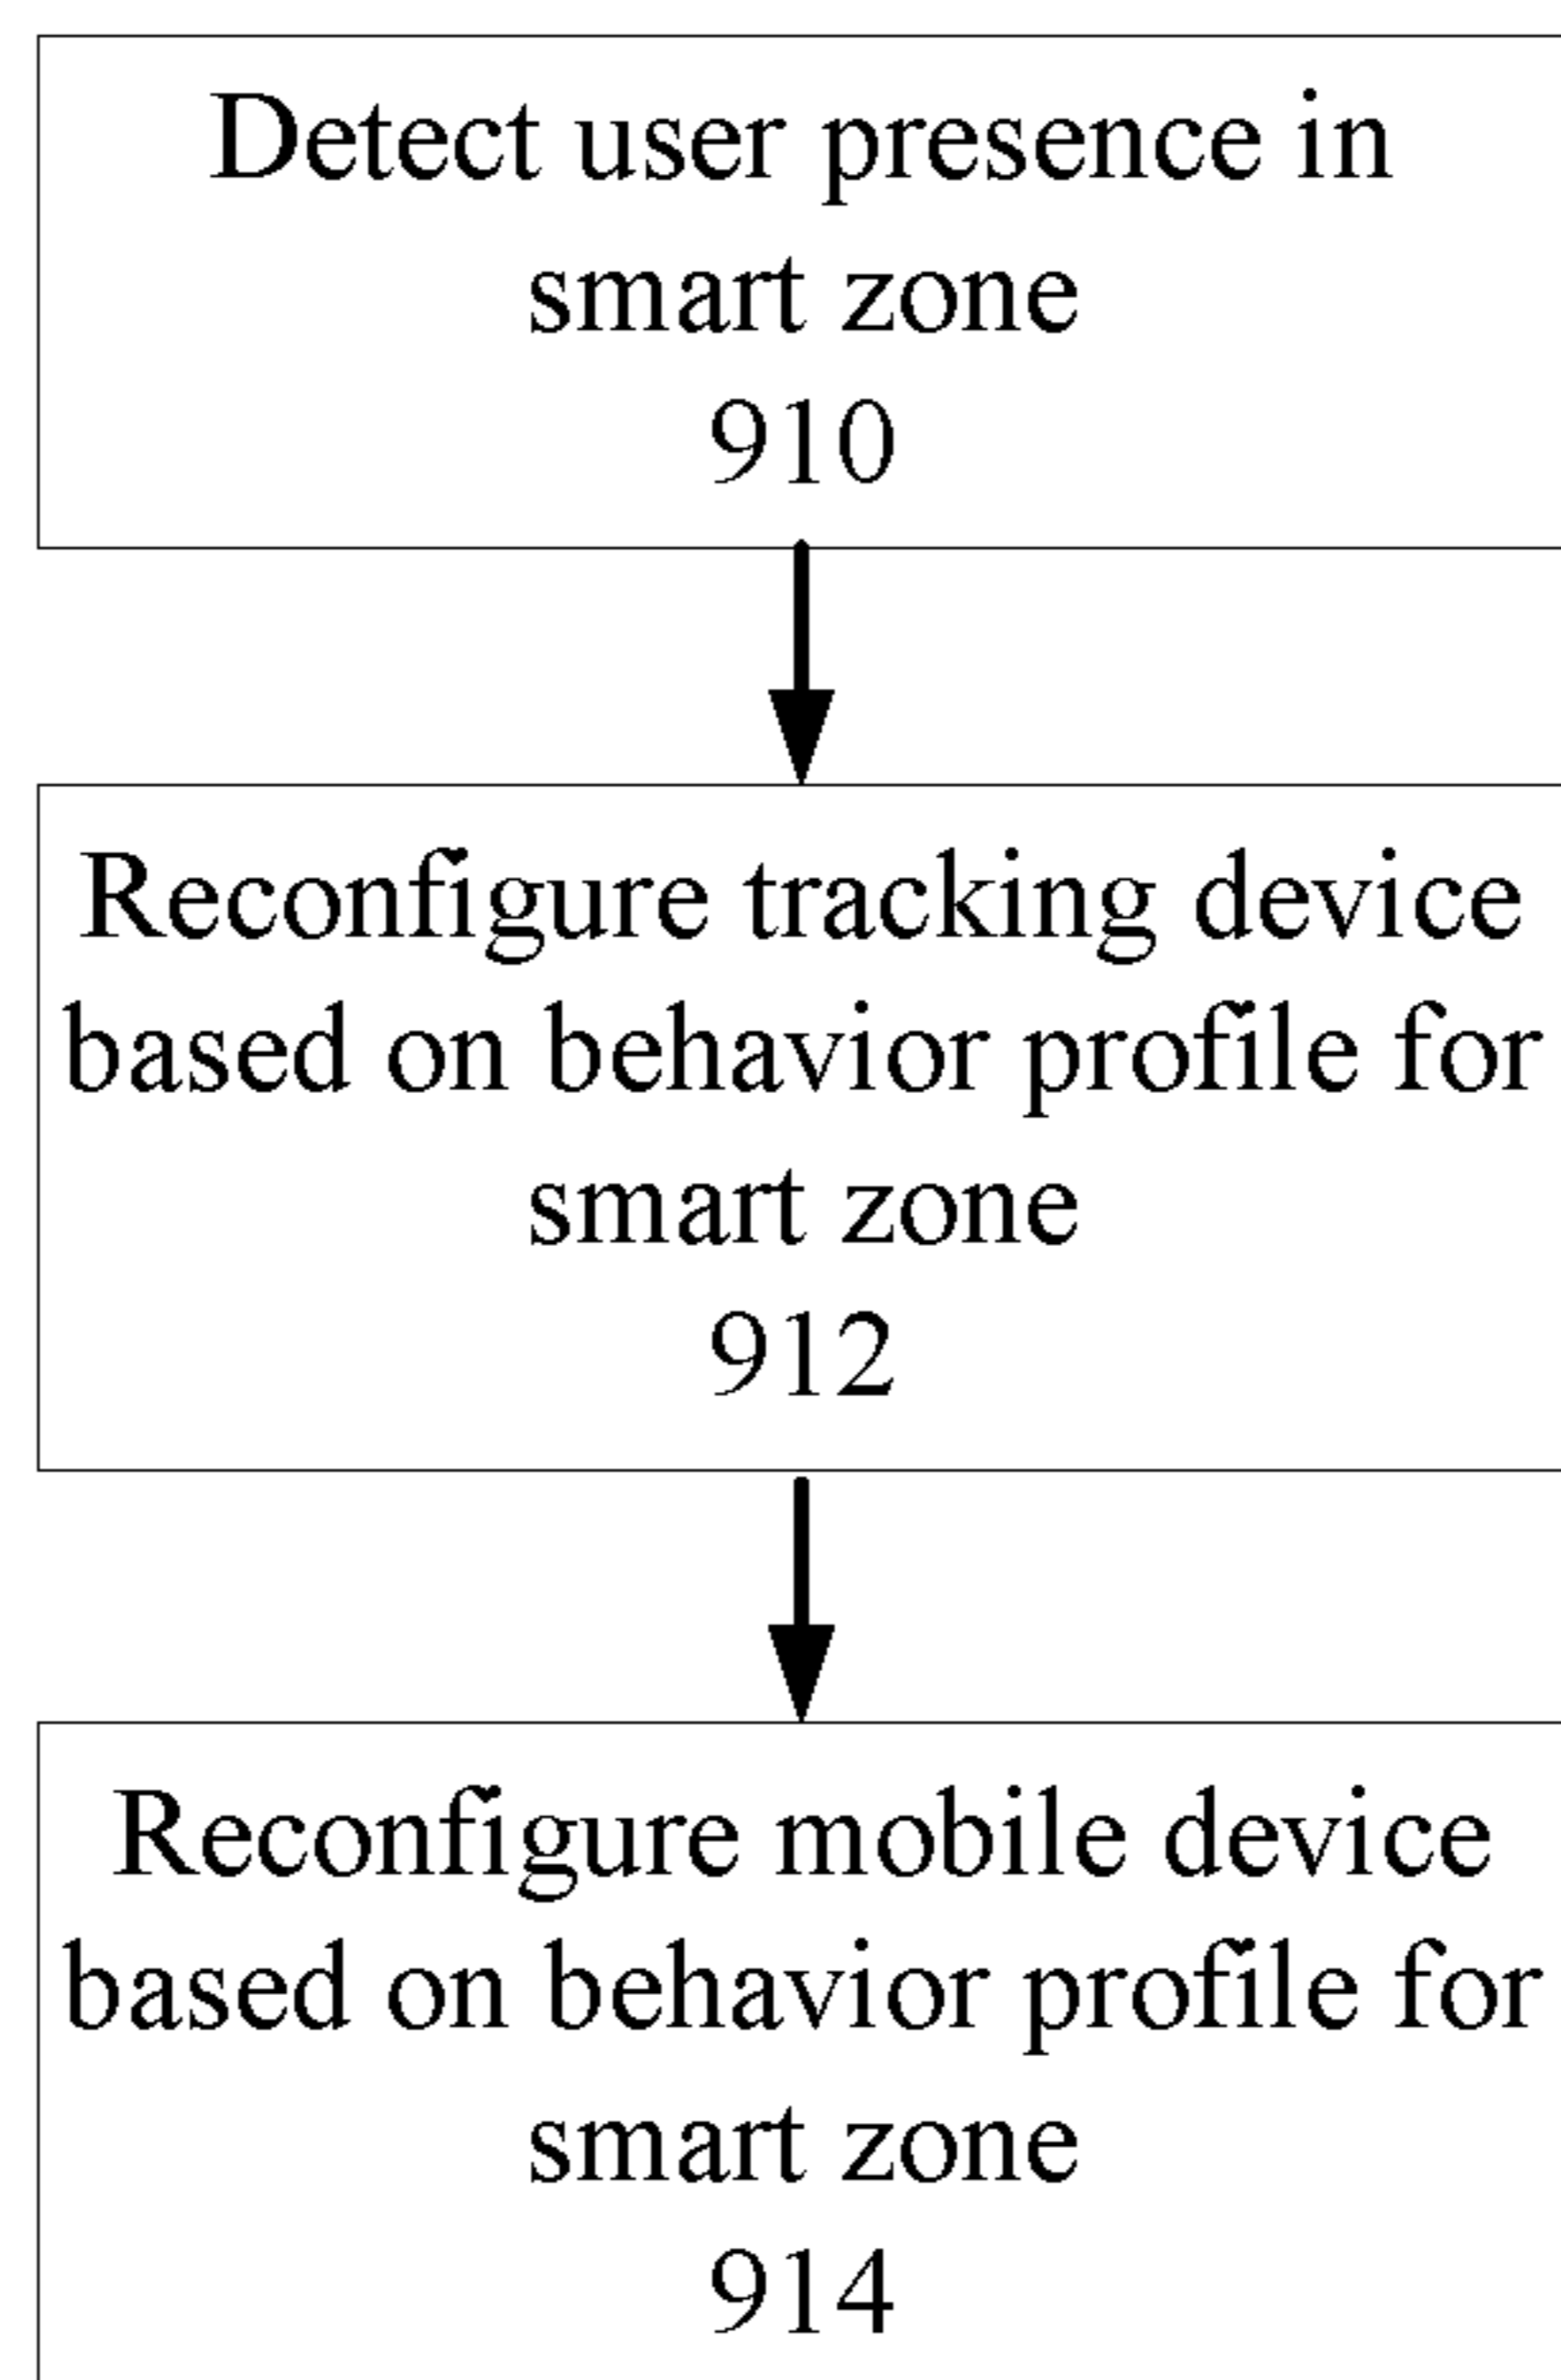 Detect user presence in
smart zone
910
Reconfigure tracking device
based on behavior profile for
smart zone
912
Reconfigure mobile device
based on behavior profile for
smart zone
914